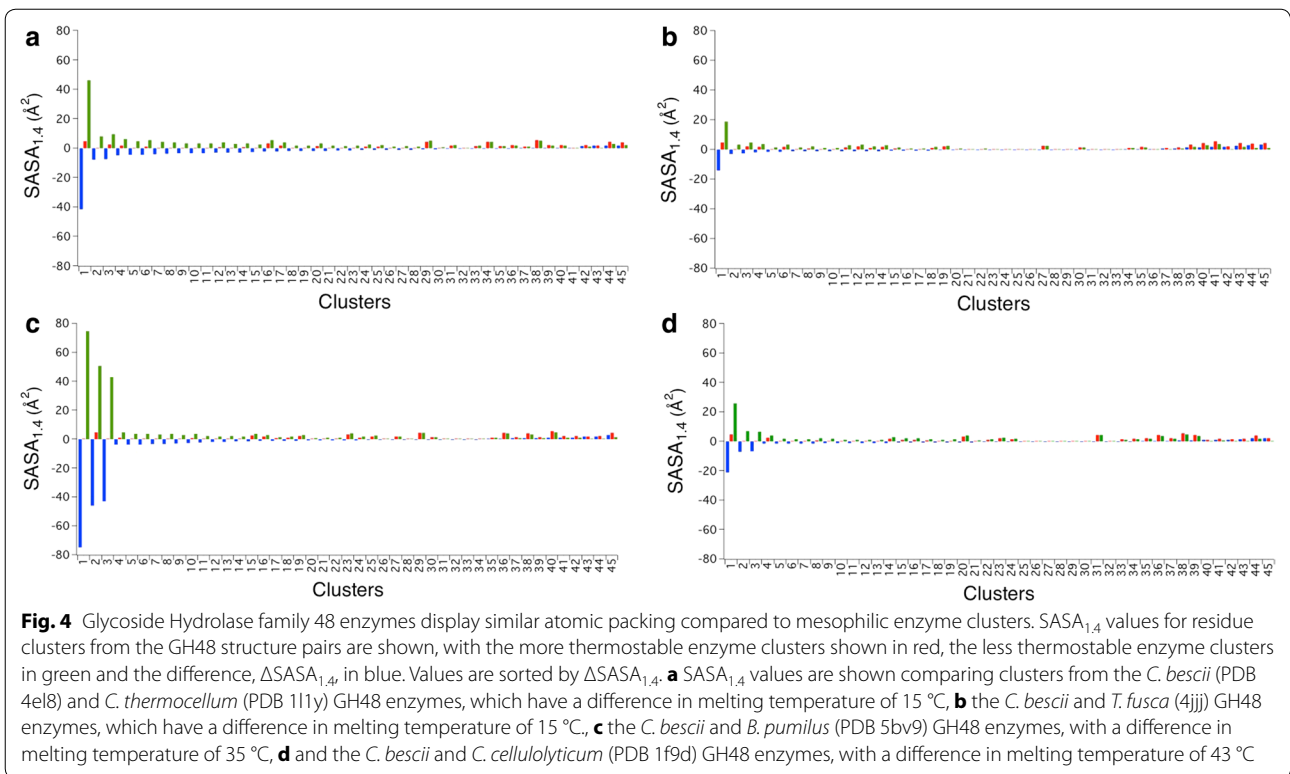 a
80
60
40
20
0
-20
-40
-60
-80
SASA1.4 (Å2)
1 2 3 4 5 6 7 8 9 10 11 12 13 14 15 16 17 18 19 20 21 22 23 24 25 26 27 28 29 30 31 32 33 34 35 36 37 38 39 40 41 42 43 44 45
Clusters
b
80
60
40
20
0
-20
-40
-60
-80
SASA1.4 (Å2)
1 2 3 4 5 6 7 8 9 10 11 12 13 14 15 16 17 18 19 20 21 22 23 24 25 26 27 28 29 30 31 32 33 34 35 36 37 38 39 40 41 42 43 44 45
Clusters
c
80
60
40
20
0
-20
-40
-60
-80
SASA1.4 (Å2)
1 2 3 4 5 6 7 8 9 10 11 12 13 14 15 16 17 18 19 20 21 22 23 24 25 26 27 28 29 30 31 32 33 34 35 36 37 38 39 40 41 42 43 44 45
Clusters
d
80
60
40
20
0
-20
-40
-60
-80
SASA1.4 (Å2)
1 2 3 4 5 6 7 8 9 10 11 12 13 14 15 16 17 18 19 20 21 22 23 24 25 26 27 28 29 30 31 32 33 34 35 36 37 38 39 40 41 42 43 44 45
Clusters
Fig. 4 Glycoside Hydrolase family 48 enzymes display similar atomic packing compared to mesophilic enzyme clusters. SASA1.4 values for residue
clusters from the GH48 structure pairs are shown, with the more thermostable enzyme clusters shown in red, the less thermostable enzyme clusters
in green and the difference, ΔSASA1.4, in blue. Values are sorted by ΔSASA1.4. a SASA1.4 values are shown comparing clusters from the C. bescii (PDB
4el8) and C. thermocellum (PDB 1l1y) GH48 enzymes, which have a difference in melting temperature of 15 °C, b the C. bescii and T. fusca (4jjj) GH48
enzymes, which have a difference in melting temperature of 15 °C., c the C. bescii and B. pumilus (PDB 5bv9) GH48 enzymes, with a difference in
melting temperature of 35 °C, d and the C. bescii and C. cellulolyticum (PDB 1f9d) GH48 enzymes, with a difference in melting temperature of 43 °C